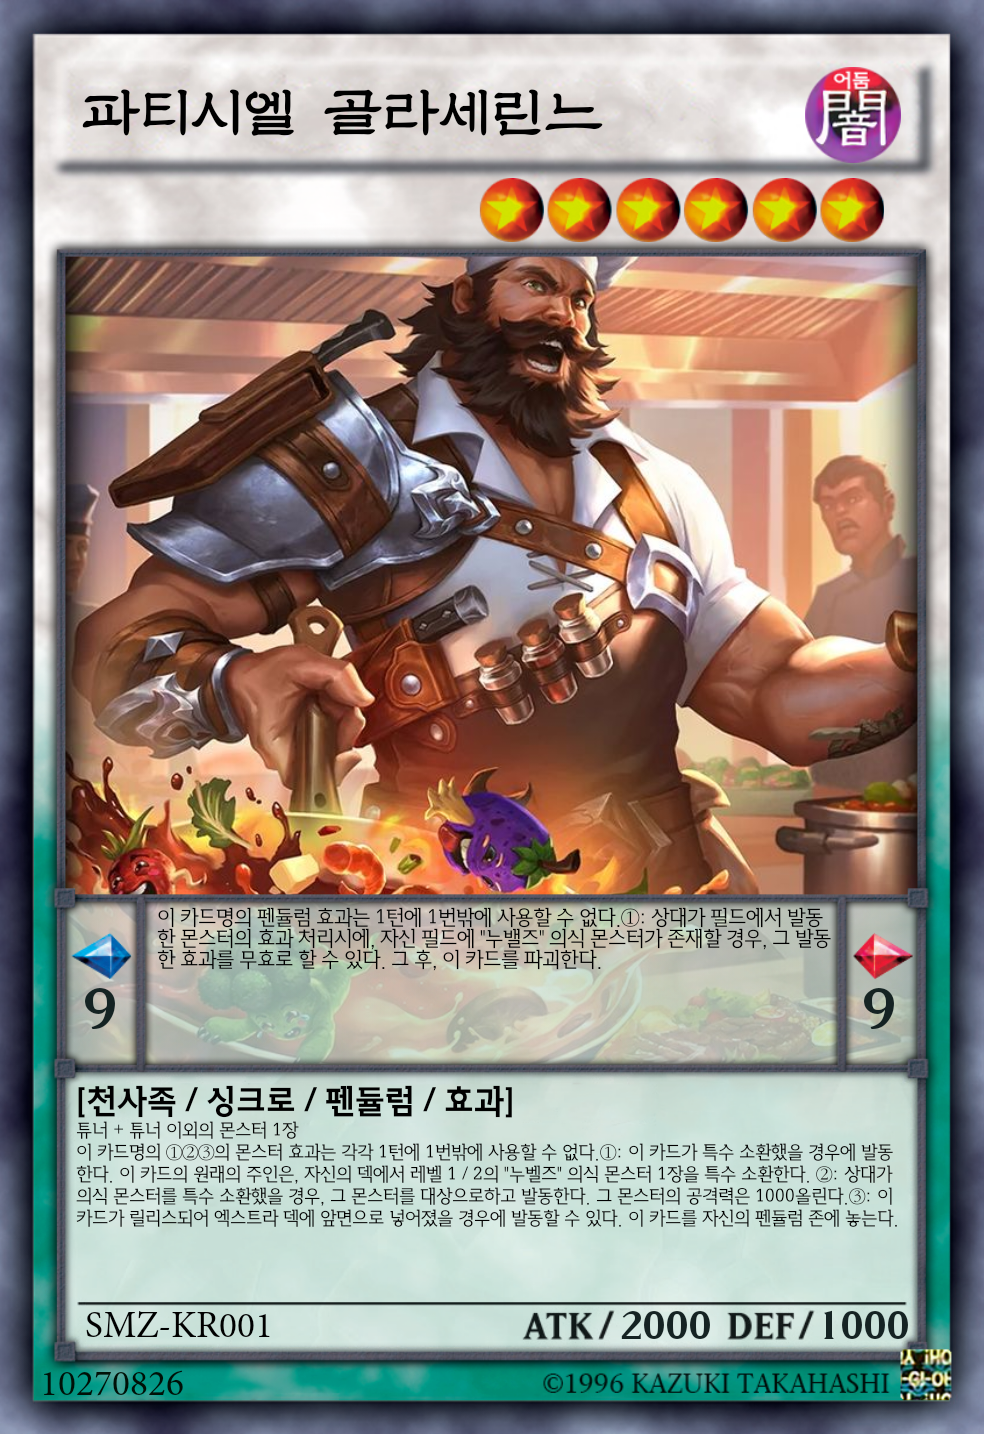 파티시엘 골라세린느
어둠
闇
이 카드명의 펜듈럼 효과는 1턴에 1번밖에 사용할 수 없다.①: 상대가 필드에서 발동
한 몬스터의 효과 처리시에, 자신 필드에 "누밸즈" 의식 몬스터가 존재할 경우, 그 발동
한 효과를 무효로 할 수 있다. 그 후, 이 카드를 파괴한다.
9
9
[천사족 / 싱크로 / 펜듈럼 / 효과]
튜너 + 튜너 이외의 몬스터 1장
이 카드명의 ①②③의 몬스터 효과는 각각 1턴에 1번밖에 사용할 수 없다.①: 이 카드가 특수 소환했을 경우에 발동
한다. 이 카드의 원래의 주인은, 자신의 덱에서 레벨 1 / 2의 "누벨즈" 의식 몬스터 1장을 특수 소환한다. ②: 상대가
의식 몬스터를 특수 소환했을 경우, 그 몬스터를 대상으로하고 발동한다. 그 몬스터의 공격력은 1000올린다.③: 이
카드가 릴리스되어 엑스트라 덱에 앞면으로 넣어졌을 경우에 발동할 수 있다. 이 카드를 자신의 펜듈럼 존에 놓는다.
SMZ-KR001
ATK/2000 DEF/1000
10270826
©1996 KAZUKI TAKAHASHI